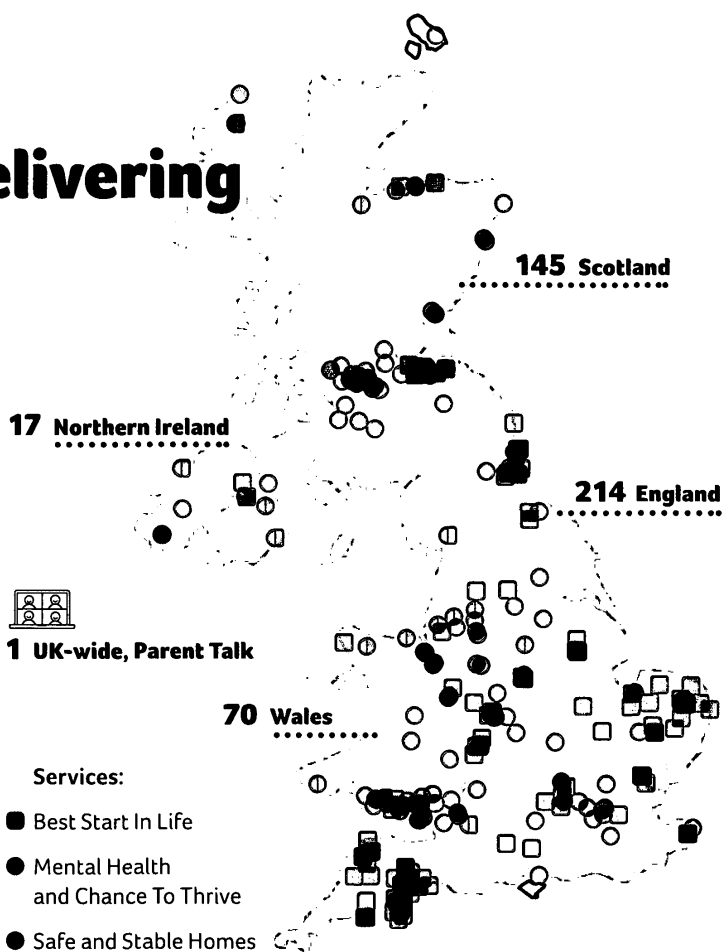 elivering
145 Scotland
17 Northern Ireland
214 England
1 UK-wide, Parent Talk
70 Wales
Services:
Best Start In Life
Mental Health
and Chance To Thrive
Safe and Stable Homes